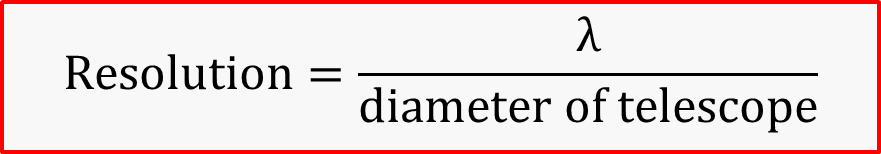 Resolution = λ
diameter of telescope